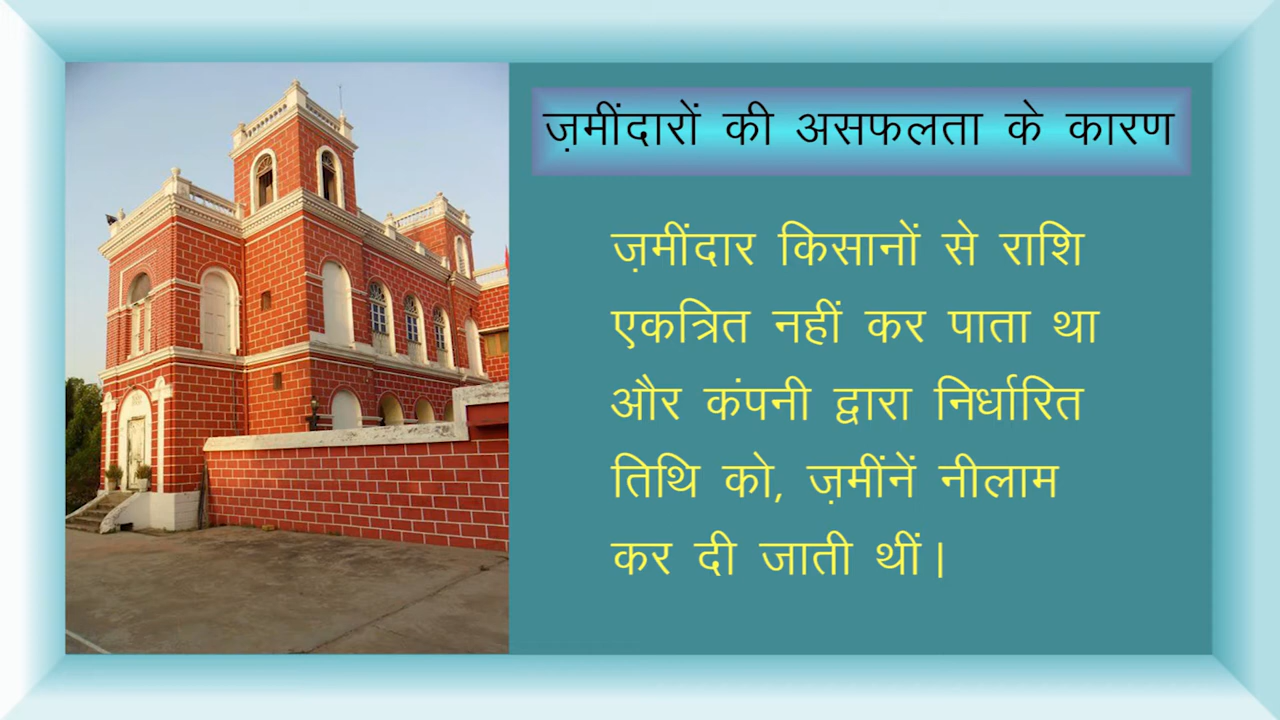 ज़मींदारों की असफलता के कारण
ज़मींदार किसानों से राशि
एकत्रित नहीं कर पाता था
और कंपनी द्वारा निर्धारित
तिथि को, ज़मींनें नीलाम
कर दी जाती थीं।